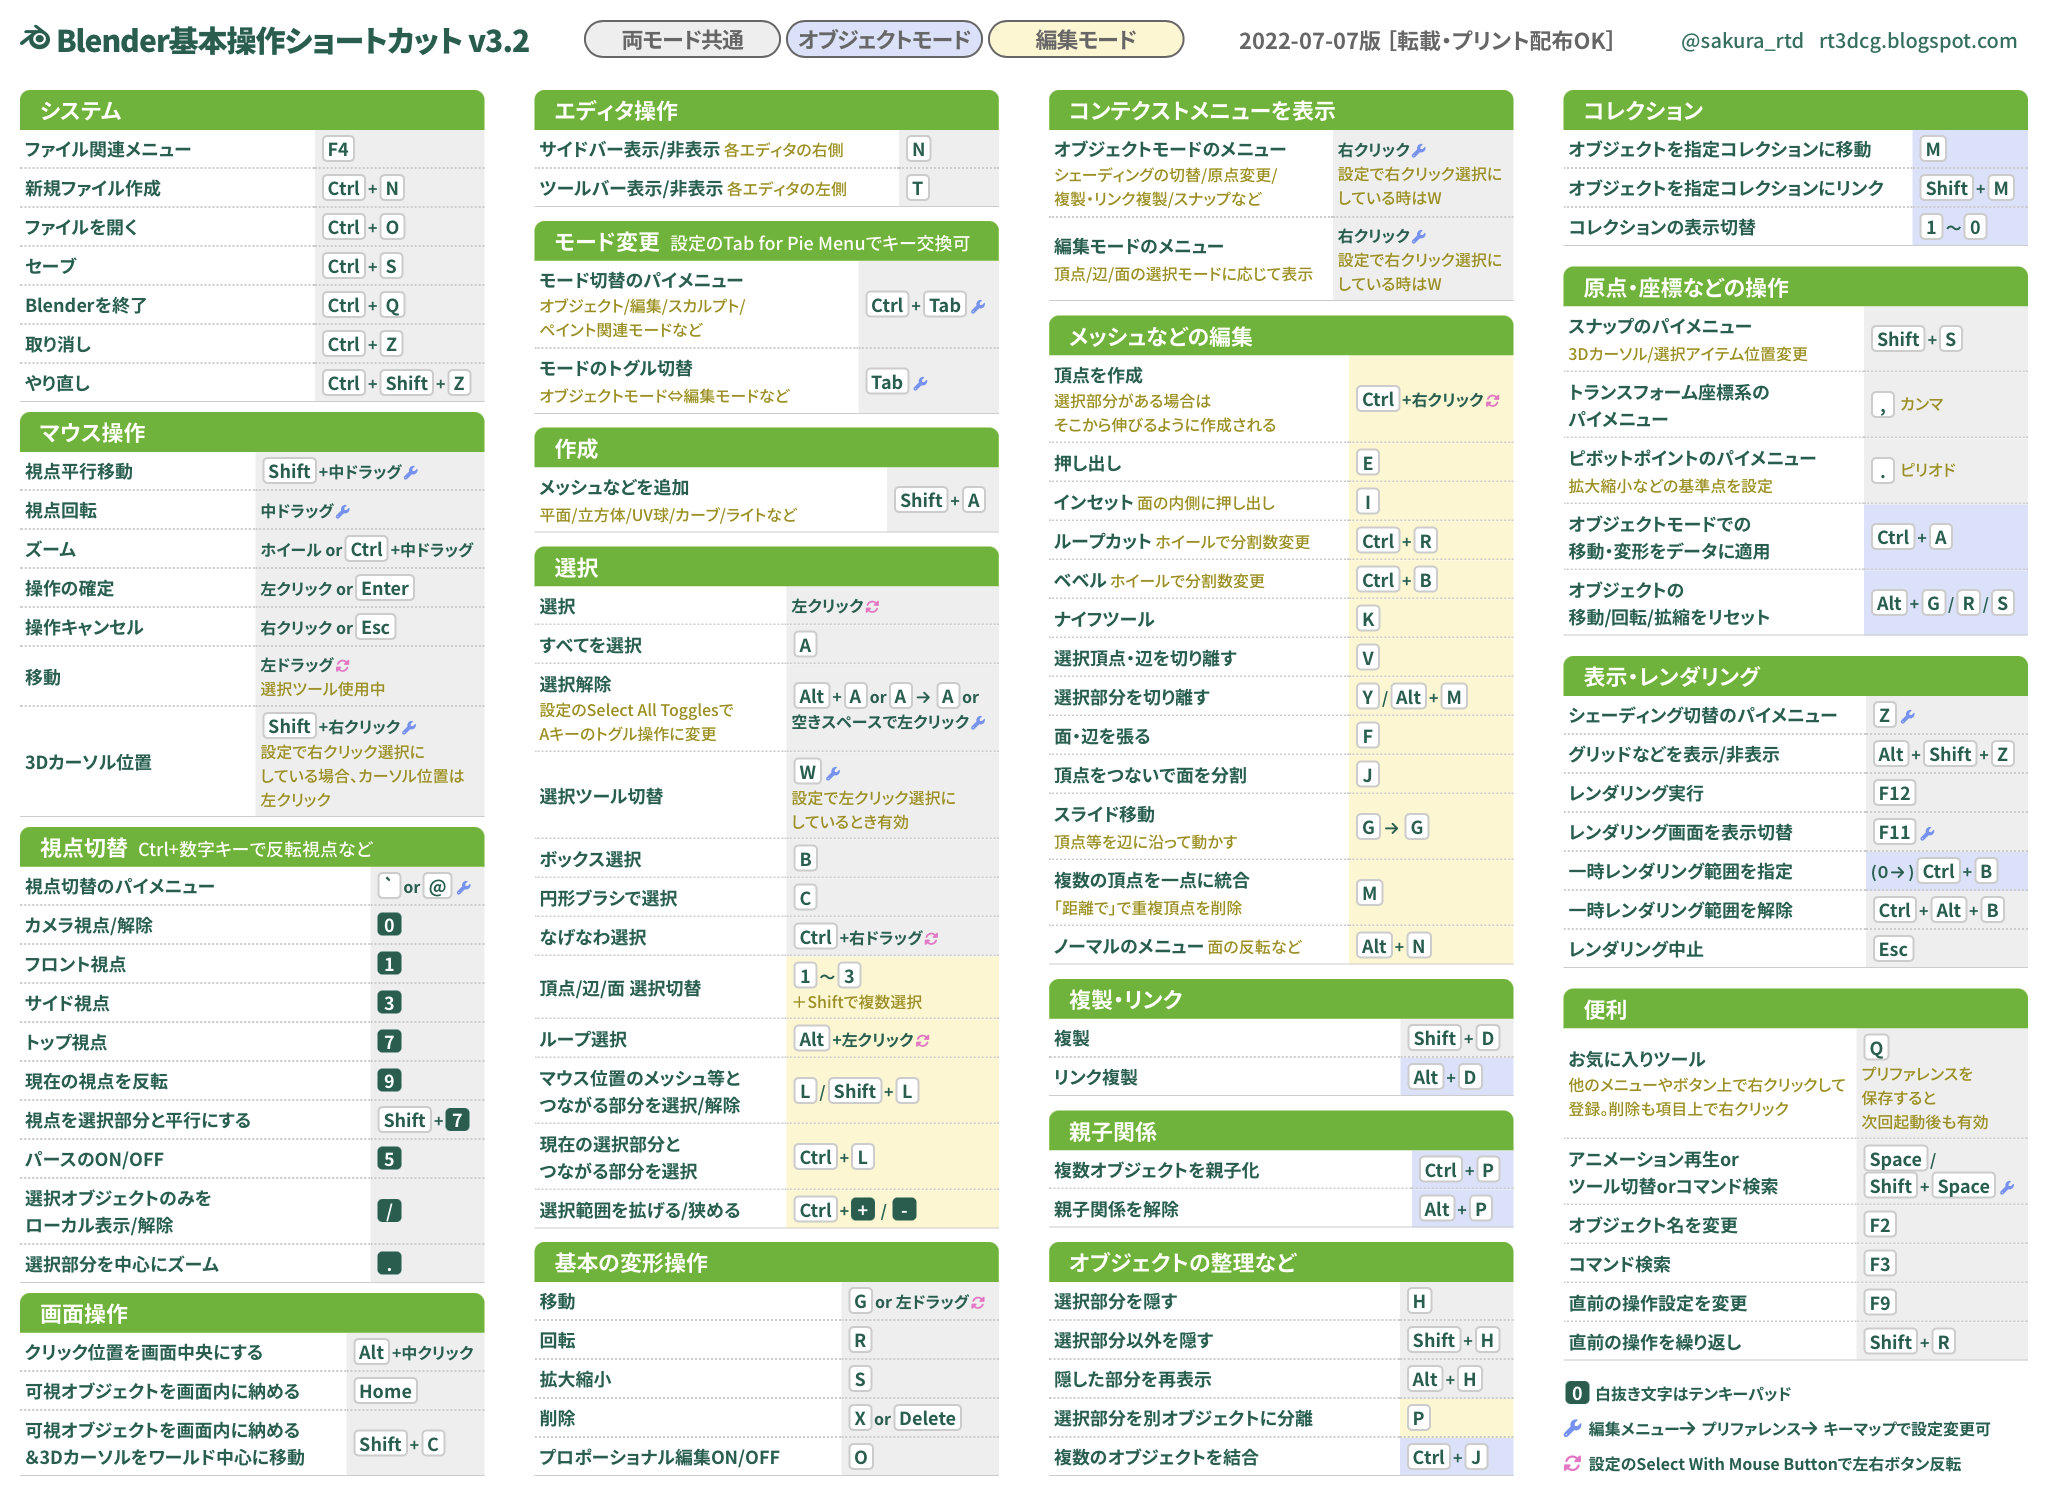 Blender基本操作ショートカット v3.2
両モード共通
オブジェクトモード
編集モード
2022-07-07版 [転載・プリント配布OK]
@sakura_rtd rt3dcg.blogspot.com
システム
ファイル関連メニュー F4
新規ファイル作成 Ctrl + N
ファイルを開く Ctrl + O
セーブ Ctrl + S
Blenderを終了 Ctrl + Q
取り消し Ctrl + Z
やり直し Ctrl + Shift + Z
マウス操作
視点平行移動 Shift +中ドラッグ
視点回転 中ドラッグ
ズーム ホイール or Ctrl +中ドラッグ
操作の確定 左クリック or Enter
操作キャンセル 右クリック or Esc
移動 左ドラッグ
選択ツール使用中
3Dカーソル位置 Shift +右クリック
設定で右クリック選択に
している場合、カーソル位置は
左クリック
視点切替 Ctrl+数字キーで反転視点など
視点切替のパイメニュー ` or @
カメラ視点/解除 0
フロント視点 1
サイド視点 3
トップ視点 7
現在の視点を反転 9
視点を選択部分と平行にする Shift + 7
パースのON/OFF 5
選択オブジェクトのみを
ローカル表示/解除 /
選択部分を中心にズーム .
画面操作
クリック位置を画面中央にする Alt +中クリック
可視オブジェクトを画面内に納める Home
可視オブジェクトを画面内に納める
&3Dカーソルをワールド中心に移動 Shift + C
エディタ操作
サイドバー表示/非表示 各エディタの右側 N
ツールバー表示/非表示 各エディタの左側 T
モード変更 設定のTab for Pie Menuでキー交換可
モード切替のパイメニュー
オブジェクト/編集/スカルプト/
ペイント関連モードなど Ctrl + Tab
モードのトグル切替
オブジェクトモード⇔編集モードなど Tab
作成
メッシュなどを追加
平面/立方体/UV球/カーブ/ライトなど Shift + A
選択
選択 左クリック
すべてを選択 A
選択解除
設定のSelect All Togglesで
Aキーのトグル操作に変更
Alt + A or A → A or
空きスペースで左クリック
選択ツール切替 W
設定で左クリック選択に
しているとき有効
ボックス選択 B
円形ブラシで選択 C
なげなわ選択 Ctrl +右ドラッグ
頂点/辺/面 選択切替 1 ～ 3
＋Shiftで複数選択
ループ選択 Alt +左クリック
マウス位置のメッシュ等と
つながる部分を選択/解除 L / Shift + L
現在の選択部分と
つながる部分を選択 Ctrl + L
選択範囲を拡げる/狭める Ctrl + + / -
基本の変形操作
移動 G or 左ドラッグ
回転 R
拡大縮小 S
削除 X or Delete
プロポーショナル編集ON/OFF O
コンテクストメニューを表示
オブジェクトモードのメニュー
シェーディングの切替/原点変更/
複製・リンク複製/スナップなど
右クリック
設定で右クリック選択に
している時はW
編集モードのメニュー
頂点/辺/面の選択モードに応じて表示
右クリック
設定で右クリック選択に
している時はW
メッシュなどの編集
頂点を作成
選択部分がある場合は
そこから伸びるように作成される
Ctrl +右クリック
押し出し E
インセット 面の内側に押し出し I
ループカット ホイールで分割数変更 Ctrl + R
ベベル ホイールで分割数変更 Ctrl + B
ナイフツール K
選択頂点・辺を切り離す V
選択部分を切り離す Y / Alt + M
面・辺を張る F
頂点をつないで面を分割 J
スライド移動
頂点等を辺に沿って動かす G → G
複数の頂点を一点に統合
「距離で」で重複頂点を削除 M
ノーマルのメニュー 面の反転など Alt + N
複製・リンク
複製 Shift + D
リンク複製 Alt + D
親子関係
複数オブジェクトを親子化 Ctrl + P
親子関係を解除 Alt + P
オブジェクトの整理など
選択部分を隠す H
選択部分以外を隠す Shift + H
隠した部分を再表示 Alt + H
選択部分を別オブジェクトに分離 P
複数のオブジェクトを結合 Ctrl + J
コレクション
オブジェクトを指定コレクションに移動 M
オブジェクトを指定コレクションにリンク Shift + M
コレクションの表示切替 1 ～ 0
原点・座標などの操作
スナップのパイメニュー
3Dカーソル/選択アイテム位置変更 Shift + S
トランスフォーム座標系の
パイメニュー , カンマ
ピボットポイントのパイメニュー
拡大縮小などの基準点を設定 . ピリオド
オブジェクトモードでの
移動・変形をデータに適用 Ctrl + A
オブジェクトの
移動/回転/拡縮をリセット Alt + G / R / S
表示・レンダリング
シェーディング切替のパイメニュー Z
グリッドなどを表示/非表示 Alt + Shift + Z
レンダリング実行 F12
レンダリング画面を表示切替 F11
一時レンダリング範囲を指定 (0→) Ctrl + B
一時レンダリング範囲を解除 Ctrl + Alt + B
レンダリング中止 Esc
便利
お気に入りツール
他のメニューやボタン上で右クリックして
登録。削除も項目上で右クリック
Q
プリファレンスを
保存すると
次回起動後も有効
アニメーション再生or
ツール切替orコマンド検索
Space /
Shift + Space
オブジェクト名を変更 F2
コマンド検索 F3
直前の操作設定を変更 F9
直前の操作を繰り返し Shift + R
0 白抜き文字はテンキーパッド
編集メニュー→ プリファレンス→ キーマップで設定変更可
設定のSelect With Mouse Buttonで左右ボタン反転